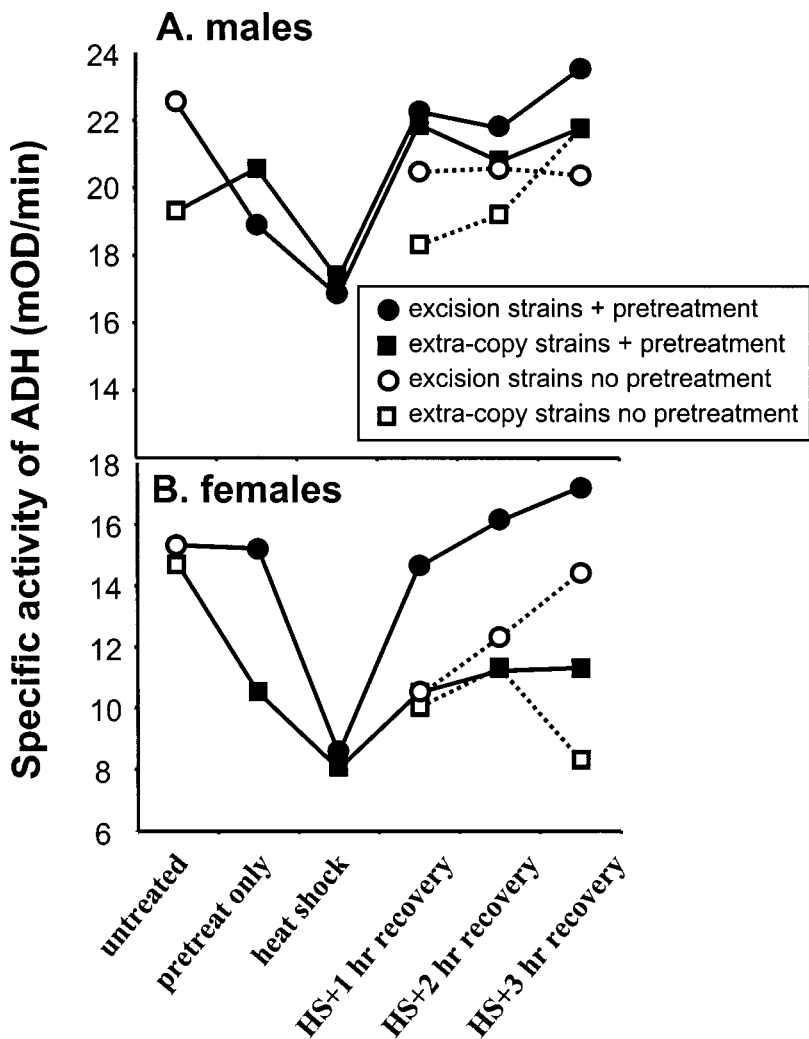 A. males
24
22
20
18
16
14
Specific activity of ADH (mOD/min)
excision strains + pretreatment
extra-copy strains + pretreatment
excision strains no pretreatment
extra-copy strains no pretreatment
B. females
18
16
14
12
10
8
6
untreated
pretreat only
heat shock
HS+1 hr recovery
HS+2 hr recovery
HS+3 hr recovery